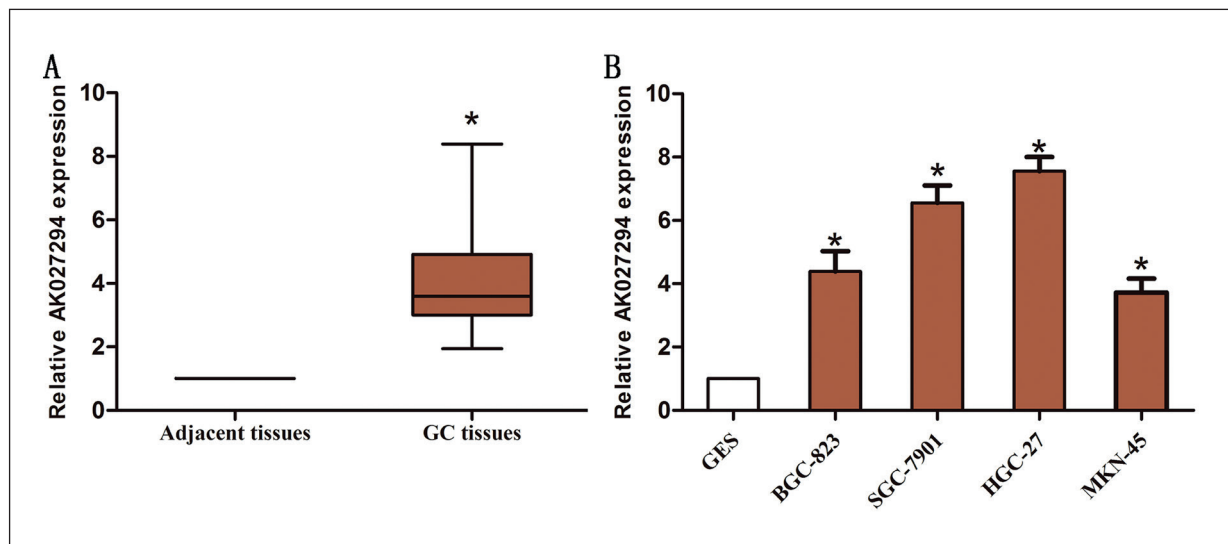 A
Relative AK027294 expression
10
8
6
4
2
0
*
Adjacent tissues
GC tissues
B
Relative AK027294 expression
10
8
6
4
2
0
*
*
*
*
GES
BGC-823
SGC-7901
HGC-27
MKN-45